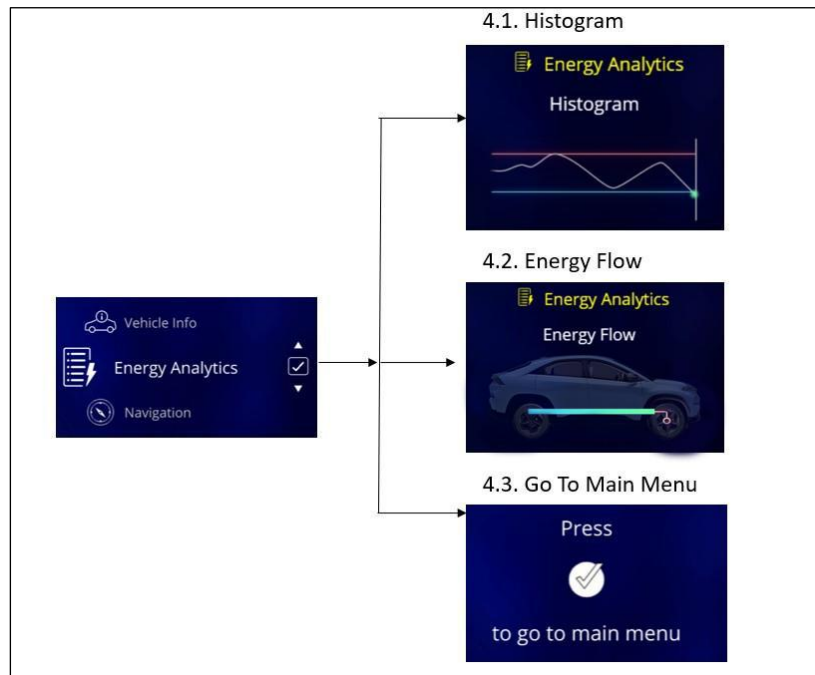 4.1. Histogram
Energy Analytics
Histogram
4.2. Energy Flow
Energy Analytics
Energy Flow
Vehicle Info
Energy Analytics
Navigation
4.3. Go To Main Menu
Press
to go to main menu